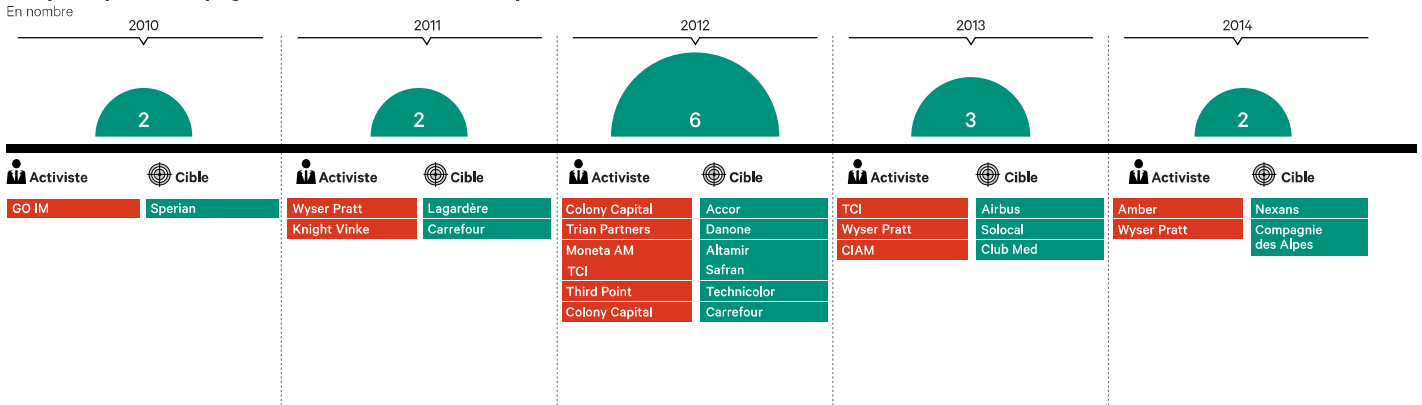 En nombre
2010
2011
2012
2013
2014
2
2
6
3
2
Activiste
Cible
GO IM
Sperian
Activiste
Cible
Wyser Pratt
Lagardère
Knight Vinke
Carrefour
Activiste
Cible
Colony Capital
Accor
Trian Partners
Danone
Moneta AM
Altamir
TCI
Safran
Third Point
Technicolor
Colony Capital
Carrefour
Activiste
Cible
TCI
Airbus
Wyser Pratt
Solocal
CIAM
Club Med
Activiste
Cible
Amber
Nexans
Wyser Pratt
Compagnie
des Alpes